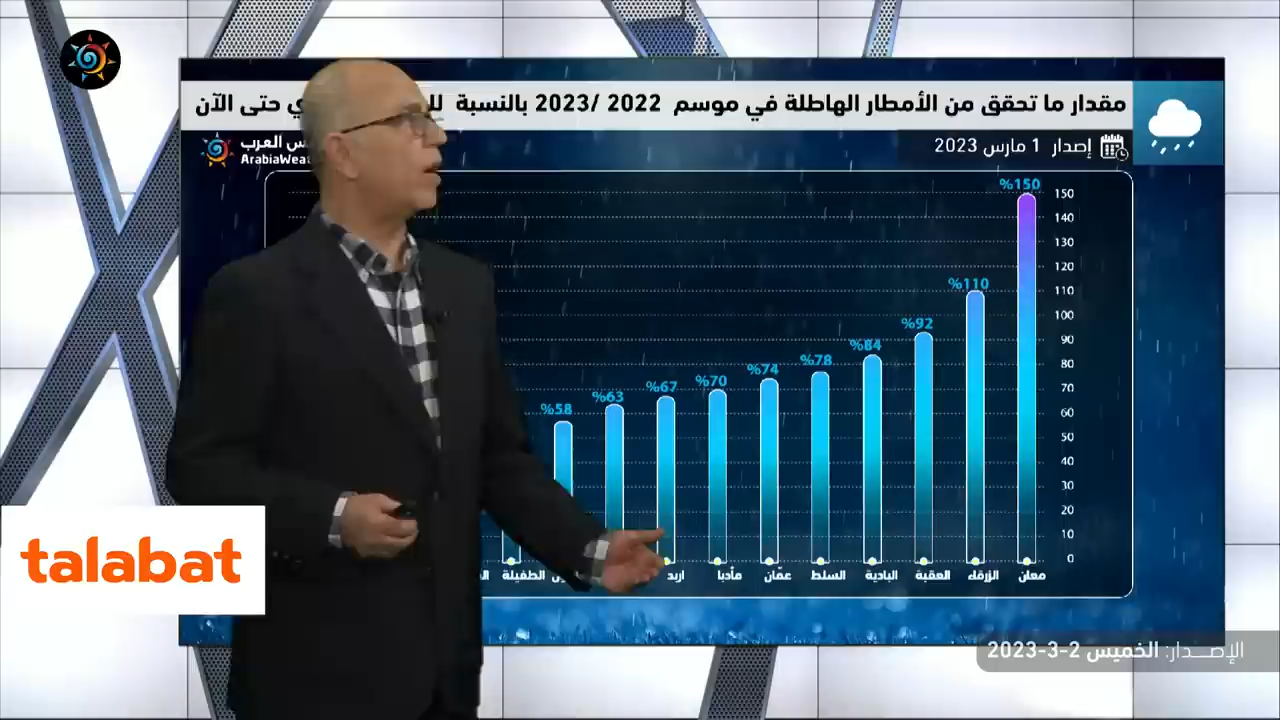 مقدار ما تحقق من الأمطار الهاطلة في موسم 2022 /2023 بالنسبة حتى الآن
إصدار 1 مارس 2023
العرب
%150
%110
%92
%84
%78
%74
%70
%67
%63
%58
150
140
130
120
110
100
90
80
70
60
50
40
30
20
10
0
معان
الزرقاء
العقبة
البادية
السلط
عمّان
مأدبا
اربد
الطفيلة
talabat
الإصدار: الخميس 2-3-2023